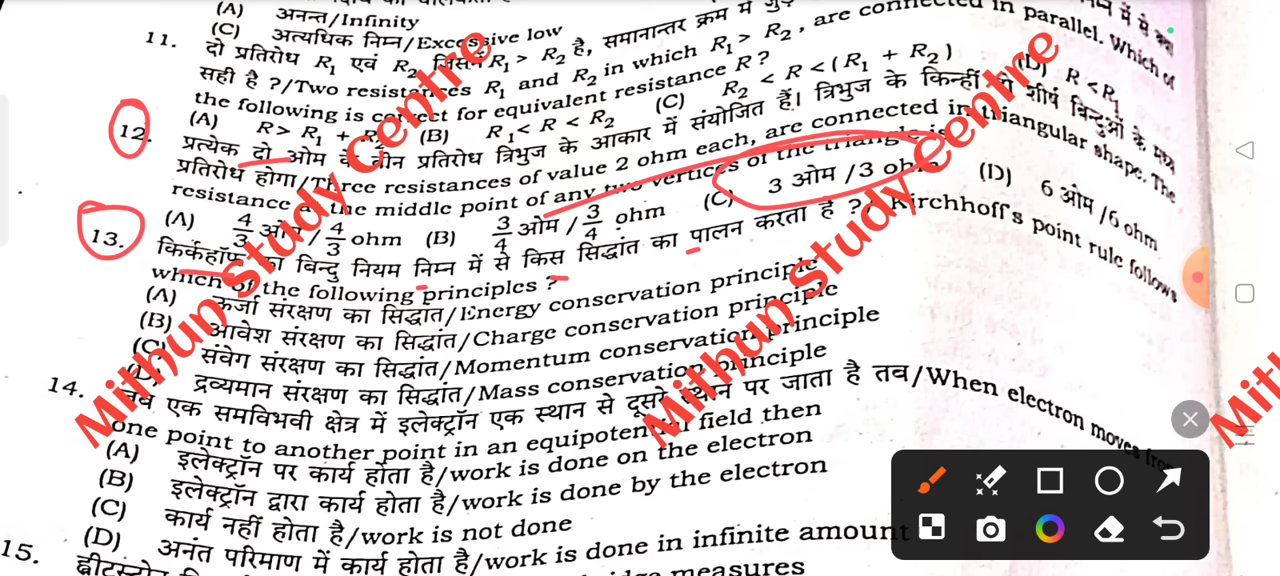 (A) अनन्त/Infinity
(C) अत्यधिक निम्न/Excessive low
11. दो प्रतिरोध R₁ एवं R₂ जिसमें R₁ > R₂ है, समानान्तर क्रम में
सही है ?/Two resistances R₁ and R₂ in which R₁ > R₂, are connected in parallel. Which of
the following is correct for equivalent resistance R ?
(A) R > R₁ + R₂ (B) R₁ < R < R₂ (C) R₂ < R < (R₁ + R₂) (D) R < R₁
12. प्रत्येक दो ओम के तीन प्रतिरोध त्रिभुज के आकार में संयोजित हैं। त्रिभुज के किन्हीं दो शीर्ष बिन्दुओं के मध्य
प्रतिरोध होगा/Three resistances of value 2 ohm each, are connected in triangular shape. The
resistance at the middle point of any two vertices of the triangle is
(A) 4/3 ओम / 4/3 ohm (B) 3/4 ओम / 3/4 ohm (C) 3 ओम /3 ohm (D) 6 ओम /6 ohm
13. किर्कहॉफ का विन्दु नियम निम्न में से किस सिद्धांत का पालन करता है ?/Kirchhoff's point rule follows
which of the following principles ?
(A) ऊर्जा संरक्षण का सिद्धांत/Energy conservation principle
(B) आवेश संरक्षण का सिद्धांत/Charge conservation principle
(C) संवेग संरक्षण का सिद्धांत/Momentum conservation principle
(D) द्रव्यमान संरक्षण का सिद्धांत/Mass conservation principle
14. जब एक समविभवी क्षेत्र में इलेक्ट्रॉन एक स्थान से दूसरे स्थान पर जाता है तव/When electron moves from
one point to another point in an equipotential field then
(A) इलेक्ट्रॉन पर कार्य होता है/work is done on the electron
(B) इलेक्ट्रॉन द्वारा कार्य होता है/work is done by the electron
(C) कार्य नहीं होता है/work is not done
(D) अनंत परिमाण में कार्य होता है/work is done in infinite amount
15. measures
Mithun Study Centre
Mithun Study Centre
Mith